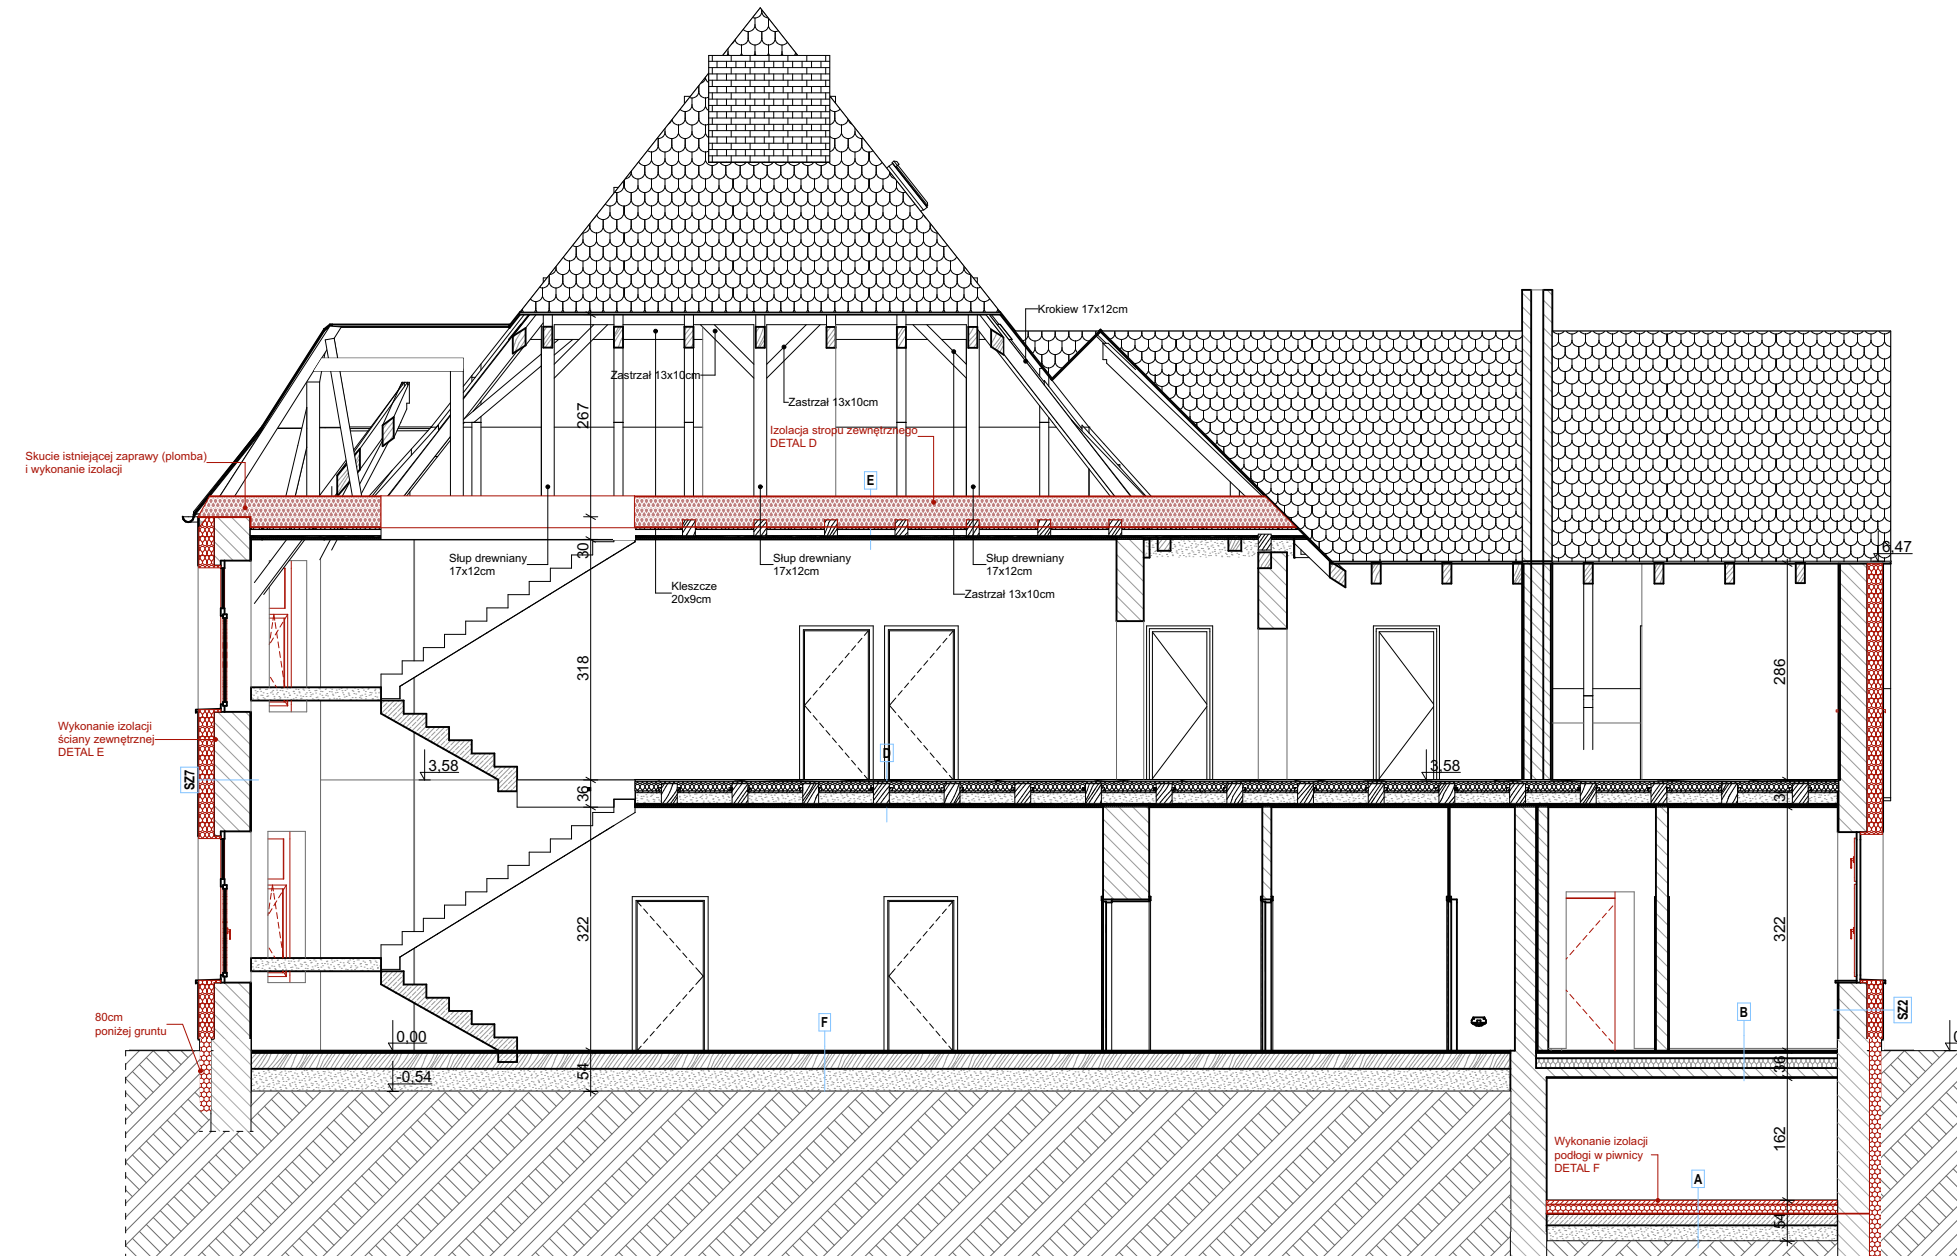 Krokiew 17x12cm
Zastrzał 13x10cm
Zastrzał 13x10cm
267
Izolacja stropu zewnętrznego
DETAL D
Skucie istniejącej zaprawy (plomba)
i wykonanie izolacji
E
30
6,47
Słup drewniany
17x12cm
Słup drewniany
17x12cm
Słup drewniany
17x12cm
Kleszcze
20x9cm
Zastrzał 13x10cm
318
286
Wykonanie izolacji
ściany zewnętrznej
DETAL E
SZ7
3,58
D
3,58
36
322
322
80cm
poniżej gruntu
0,00
F
B
SZ2
-0,54
54
36
162
Wykonanie izolacji
podłogi w piwnicy
DETAL F
A
54